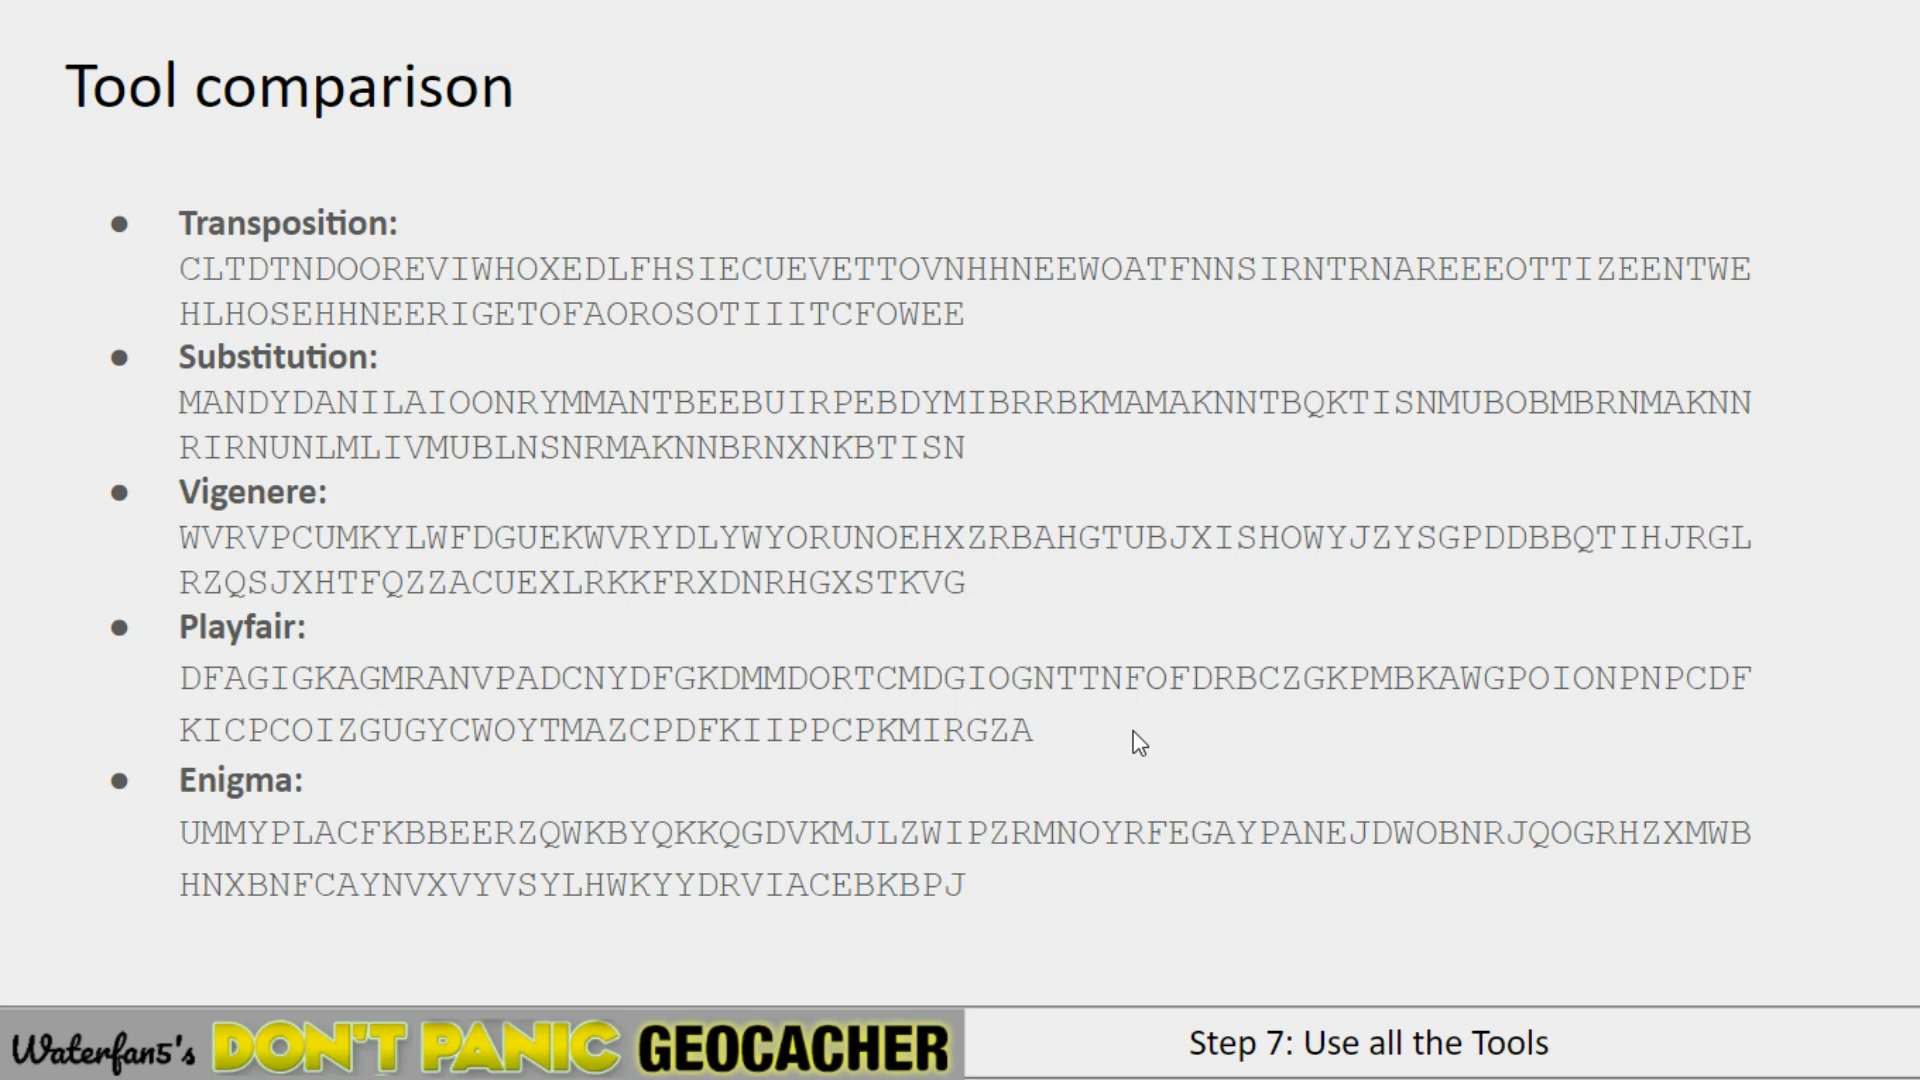 Tool comparison
● Transposition:
CLTDTNDOOREVIWHOXEDLFHSIECUEVETTOVNHHNEEWOATFNNSIRNTRNAREEEOTTIZEENTWE
HLHOSEHHNEERIGETOFAOROSOTIIITCFOWEE
● Substitution:
MANDYDANILAIOONRYMMANTBEEBUIRPEBDYMIBRRBKMAMAKNNTBQKTISNMUBOBMBRNMAKNN
RIRNUNLMLIVMUBLNSNRMAKNNBRNXNKBTISN
● Vigenere:
WVRVPCUMKYLWFDGUEKWVRYDLYWYORUNOEHXZRBAHGTUBJXISHOWYJZYSGPDDBBQTIHJRGL
RZQSJXHTFQZZACUEXLRKKFRXDNRHGXSTKVG
● Playfair:
DFAGIGKAGMRANVPADCNYDFGKDMMDORTCMDGIOGNTTNFOFDRBCZGKPMBKAWGPOIONPNPCDF
KICPCOIZGUGYCWOYTMAZCPDFKIIPPCPKMIRGZA
● Enigma:
UMMYPLACFKBBEERZQWKBYQKKQGDVKMJLZWIPZRMNOYRFEGAYPANEJDWOBNRJQOGRHZXMWB
HNXBNFCAYNVXVYVSYLHWKYYDRVIACEBKBPJ
Waterfan5's DON'T PANIC GEOCACHER
Step 7: Use all the Tools